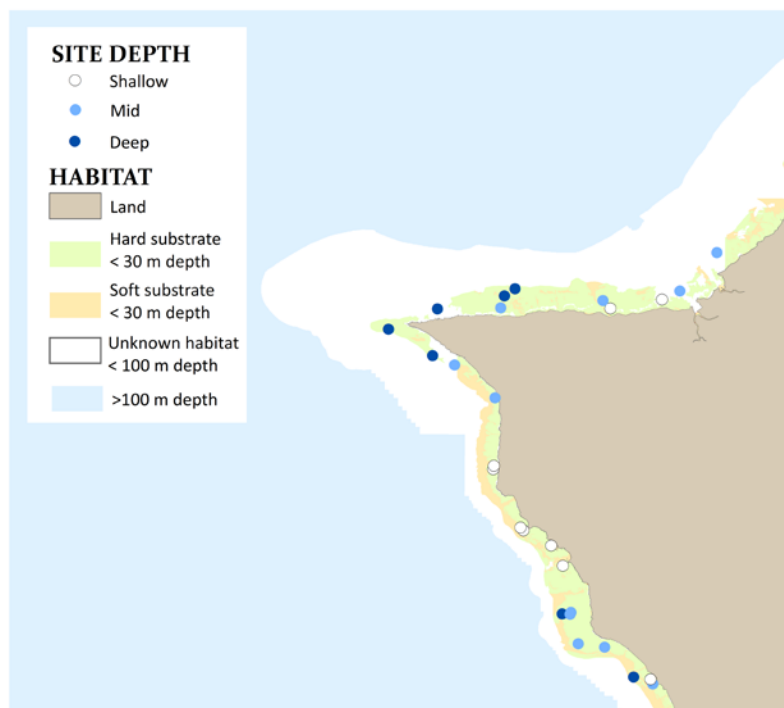 SITE DEPTH
Shallow
Mid
Deep
HABITAT
Land
Hard substrate
< 30 m depth
Soft substrate
< 30 m depth
Unknown habitat
< 100 m depth
>100 m depth